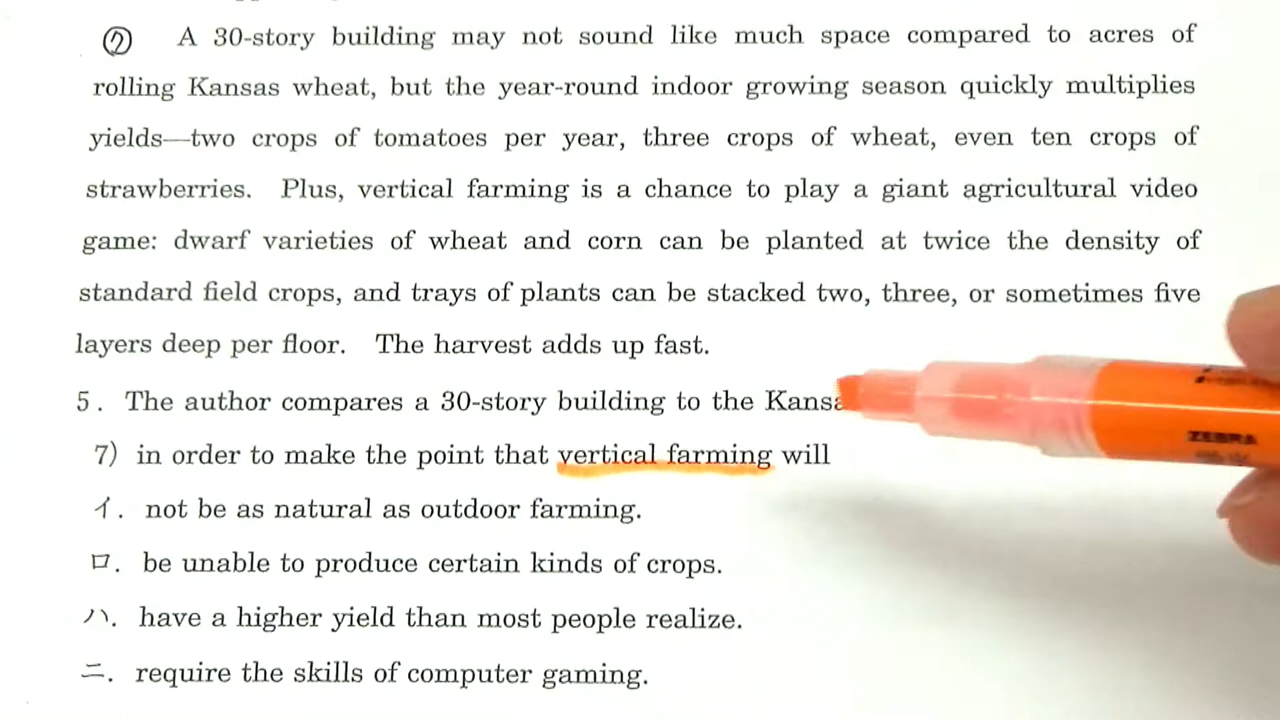 ⑦ A 30-story building may not sound like much space compared to acres of
rolling Kansas wheat, but the year-round indoor growing season quickly multiplies
yields—two crops of tomatoes per year, three crops of wheat, even ten crops of
strawberries. Plus, vertical farming is a chance to play a giant agricultural video
game: dwarf varieties of wheat and corn can be planted at twice the density of
standard field crops, and trays of plants can be stacked two, three, or sometimes five
layers deep per floor. The harvest adds up fast.
5. The author compares a 30-story building to the Kansa
7) in order to make the point that vertical farming will
イ. not be as natural as outdoor farming.
ロ. be unable to produce certain kinds of crops.
ハ. have a higher yield than most people realize.
ニ. require the skills of computer gaming.
ZEBRA